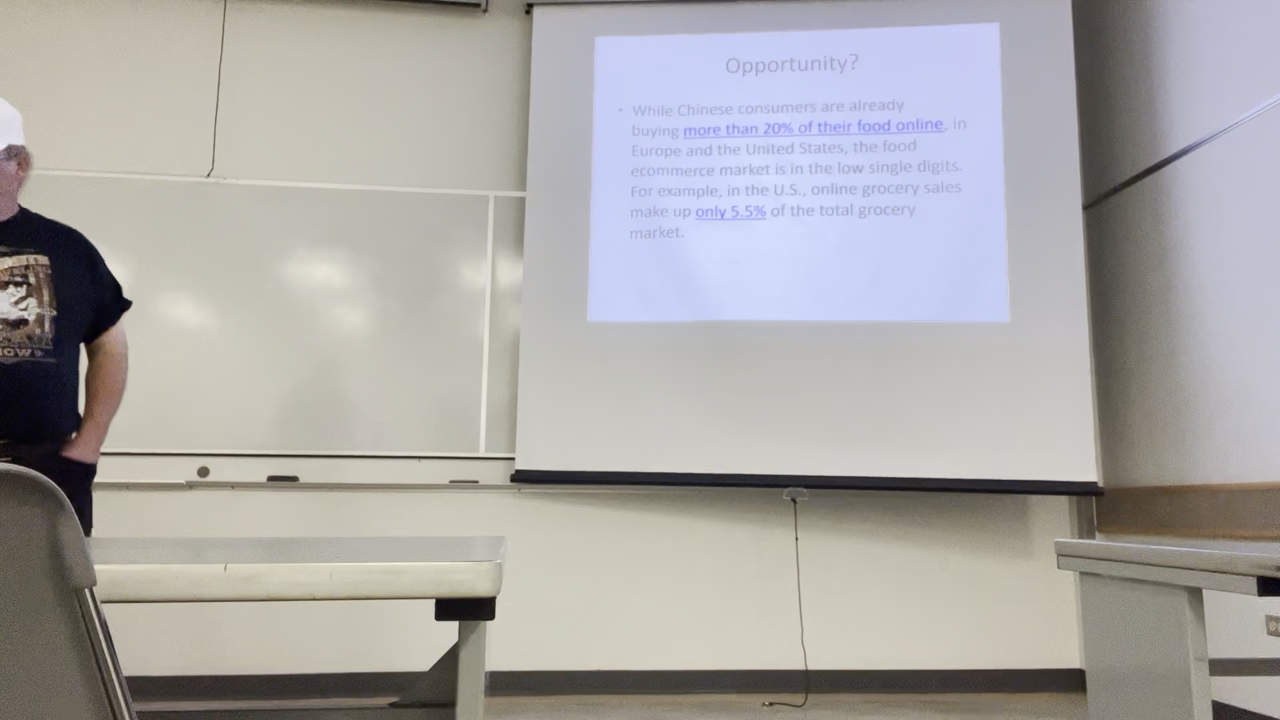 Opportunity?
• While Chinese consumers are already
buying more than 20% of their food online, in
Europe and the United States, the food
ecommerce market is in the low single digits.
For example, in the U.S., online grocery sales
make up only 5.5% of the total grocery
market.